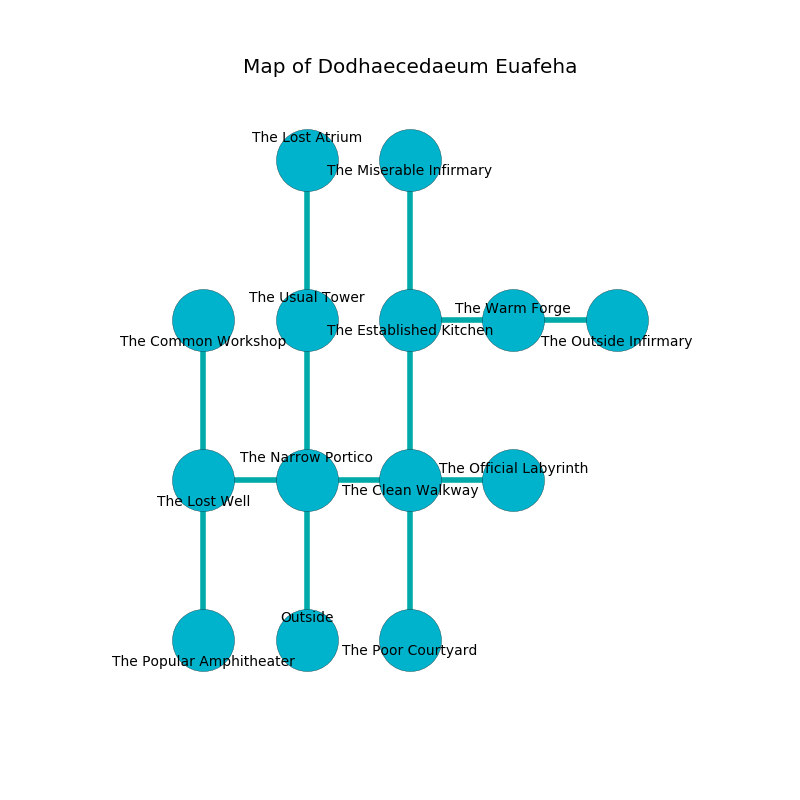 Map of Dodhaecedaeum Euafeha
The Lost Atrium
The Miserable Infirmary
The Usual Tower
The Warm Forge
The Established Kitchen
The Common Workshop
The Outside Infirmary
The Narrow Portico
The Official Labyrinth
The Clean Walkway
The Lost Well
Outside
The Poor Courtyard
The Popular Amphitheater